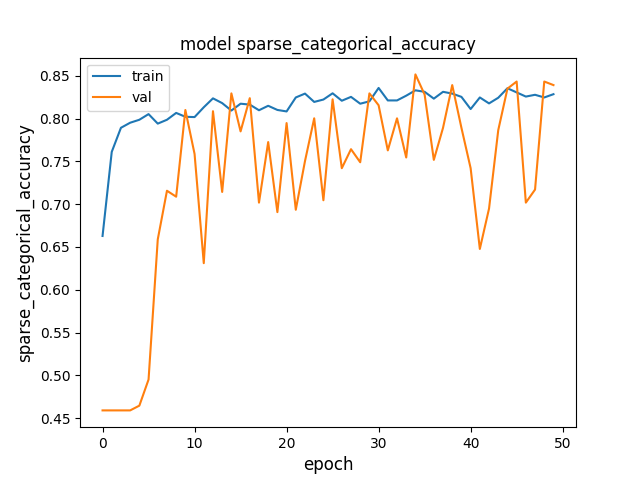 model sparse_categorical_accuracy
train
val
0.85
0.80
0.75
0.70
0.65
0.60
0.55
0.50
0.45
sparse_categorical_accuracy
0 10 20 30 40 50
epoch